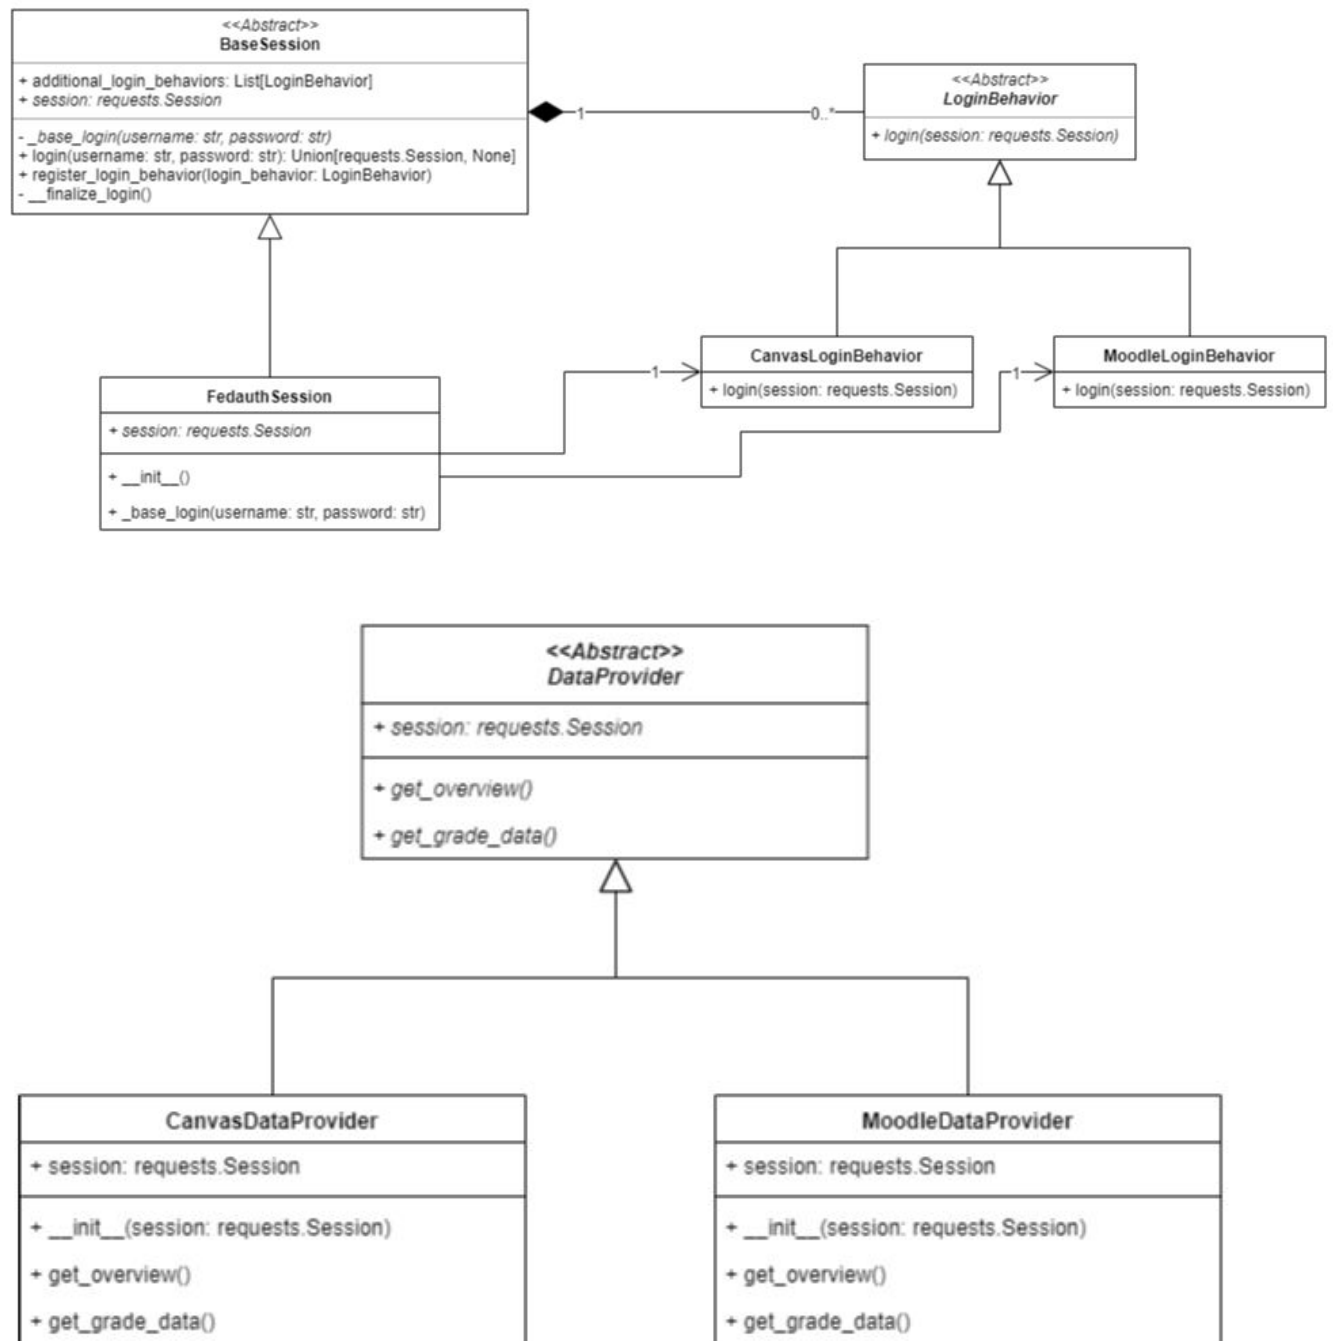 <<Abstract>>
BaseSession
+ additional_login_behaviors: List[LoginBehavior]
+ session: requests.Session
- _base_login(username: str, password: str)
+ login(username: str, password: str): Union[requests.Session, None]
+ register_login_behavior(login_behavior: LoginBehavior)
- __finalize_login()
1
0..*
<<Abstract>>
LoginBehavior
+ login(session: requests.Session)
CanvasLoginBehavior
+ login(session: requests.Session)
MoodleLoginBehavior
+ login(session: requests.Session)
1
1
FedauthSession
+ session: requests.Session
+ __init__()
+ _base_login(username: str, password: str)
<<Abstract>>
DataProvider
+ session: requests.Session
+ get_overview()
+ get_grade_data()
CanvasDataProvider
+ session: requests.Session
+ __init__(session: requests.Session)
+ get_overview()
+ get_grade_data()
MoodleDataProvider
+ session: requests.Session
+ __init__(session: requests.Session)
+ get_overview()
+ get_grade_data()